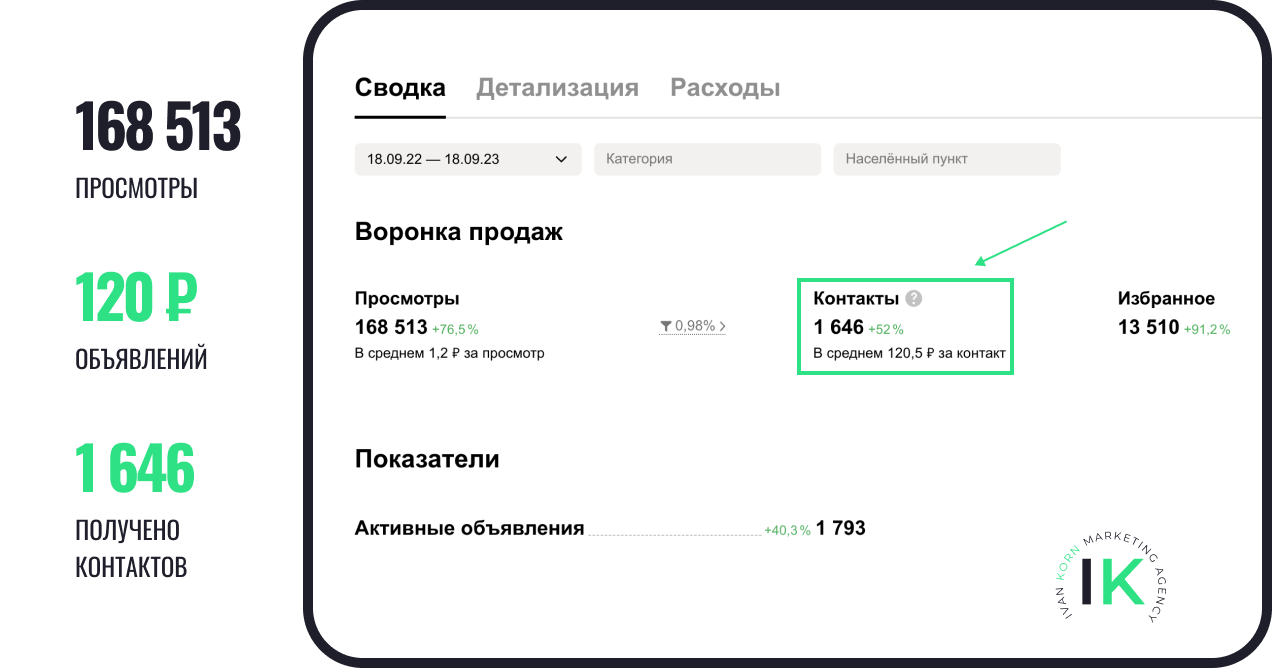 168 513
ПРОСМОТРЫ
120 ₽
ОБЪЯВЛЕНИЙ
1 646
ПОЛУЧЕНО
КОНТАКТОВ
Сводка Детализация Расходы
18.09.22 — 18.09.23 Категория Населённый пункт
Воронка продаж
Просмотры
168 513 +76,5%
В среднем 1,2 ₽ за просмотр
0,98%
Контакты ?
1 646 +52%
В среднем 120,5 ₽ за контакт
Избранное
13 510 +91,2%
Показатели
Активные объявления +40,3% 1 793
IVAN KORN MARKETING AGENCY
IK